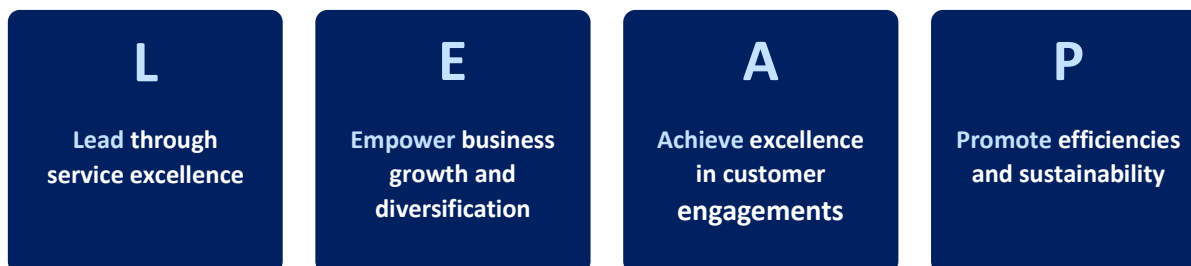 L
Lead through
service excellence
E
Empower business
growth and
diversification
A
Achieve excellence
in customer
engagements
P
Promote efficiencies
and sustainability